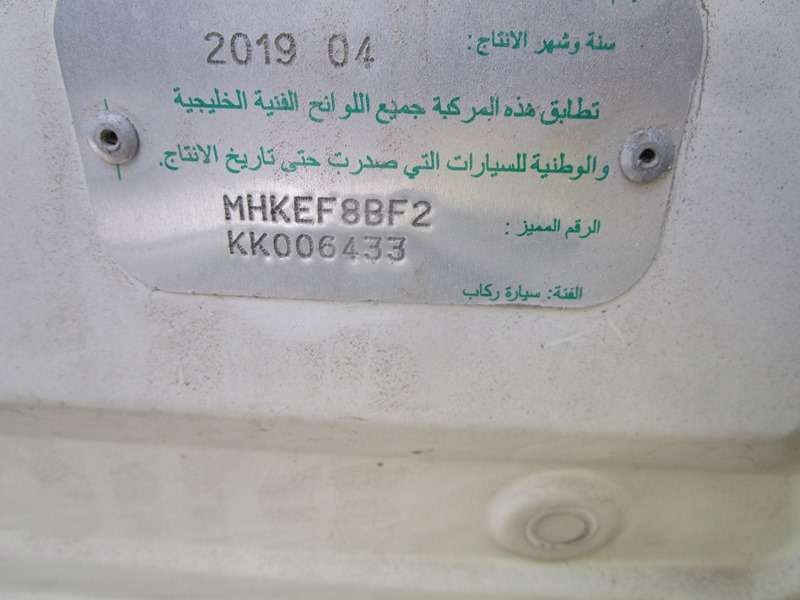 سنة وشهر الانتاج: 2019 04
تطابق هذه المركبة جميع اللوائح الفنية الخليجية
والوطنية للسيارات التي صدرت حتى تاريخ الانتاج.
الرقم المميز : MHKEF8BF2
KK006433
الفئة: سيارة ركاب